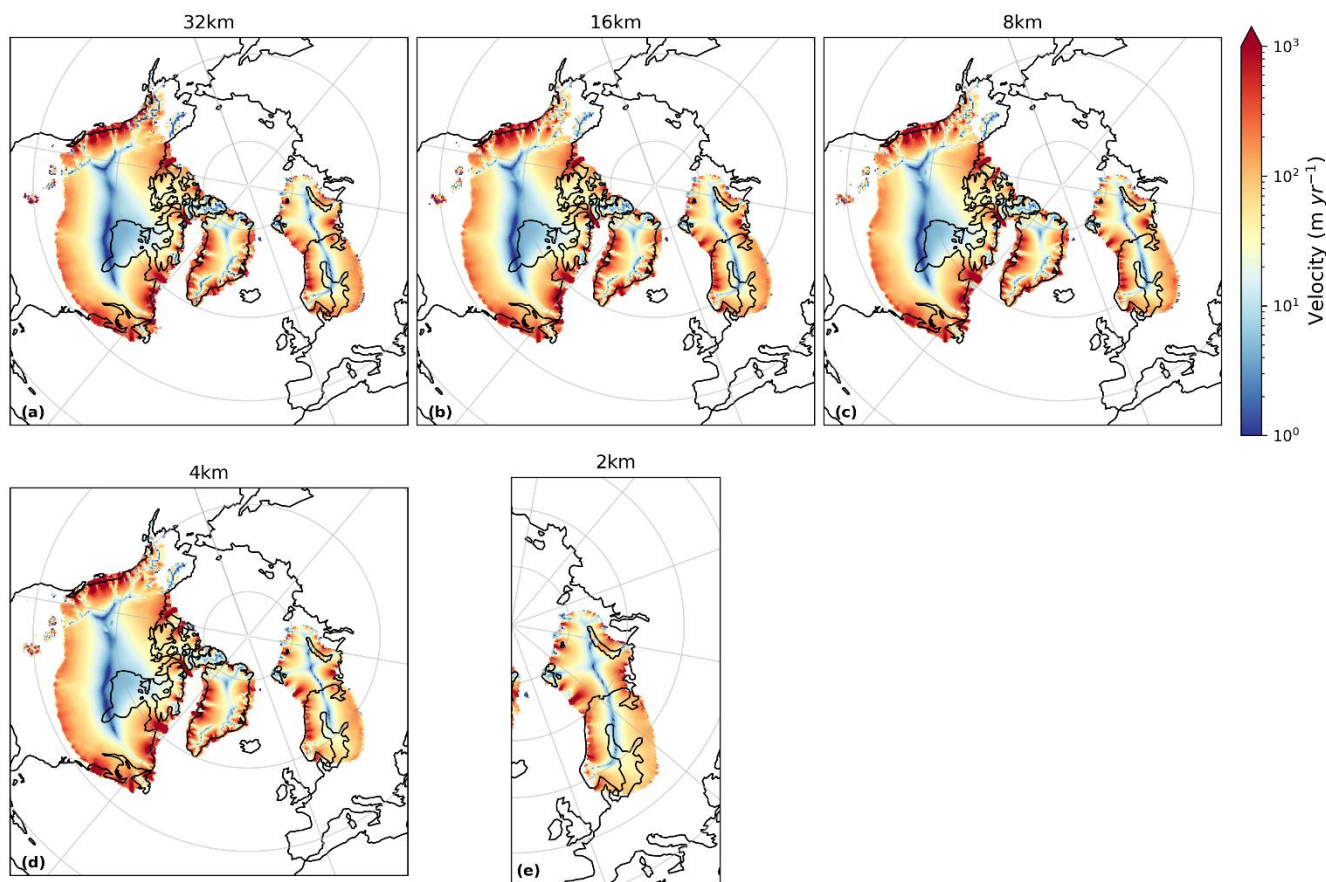 32km
16km
8km
(a)
(b)
(c)
10³
10²
10¹
10⁰
Velocity (m yr⁻¹)
4km
2km
(d)
(e)